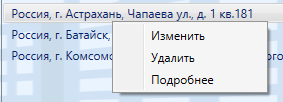 Россия, г. Астрахань, Чапаева ул., д. 1 кв.181
Россия, г. Батайск,
Россия, г. Комсомо
Изменить
Удалить
Подробнее